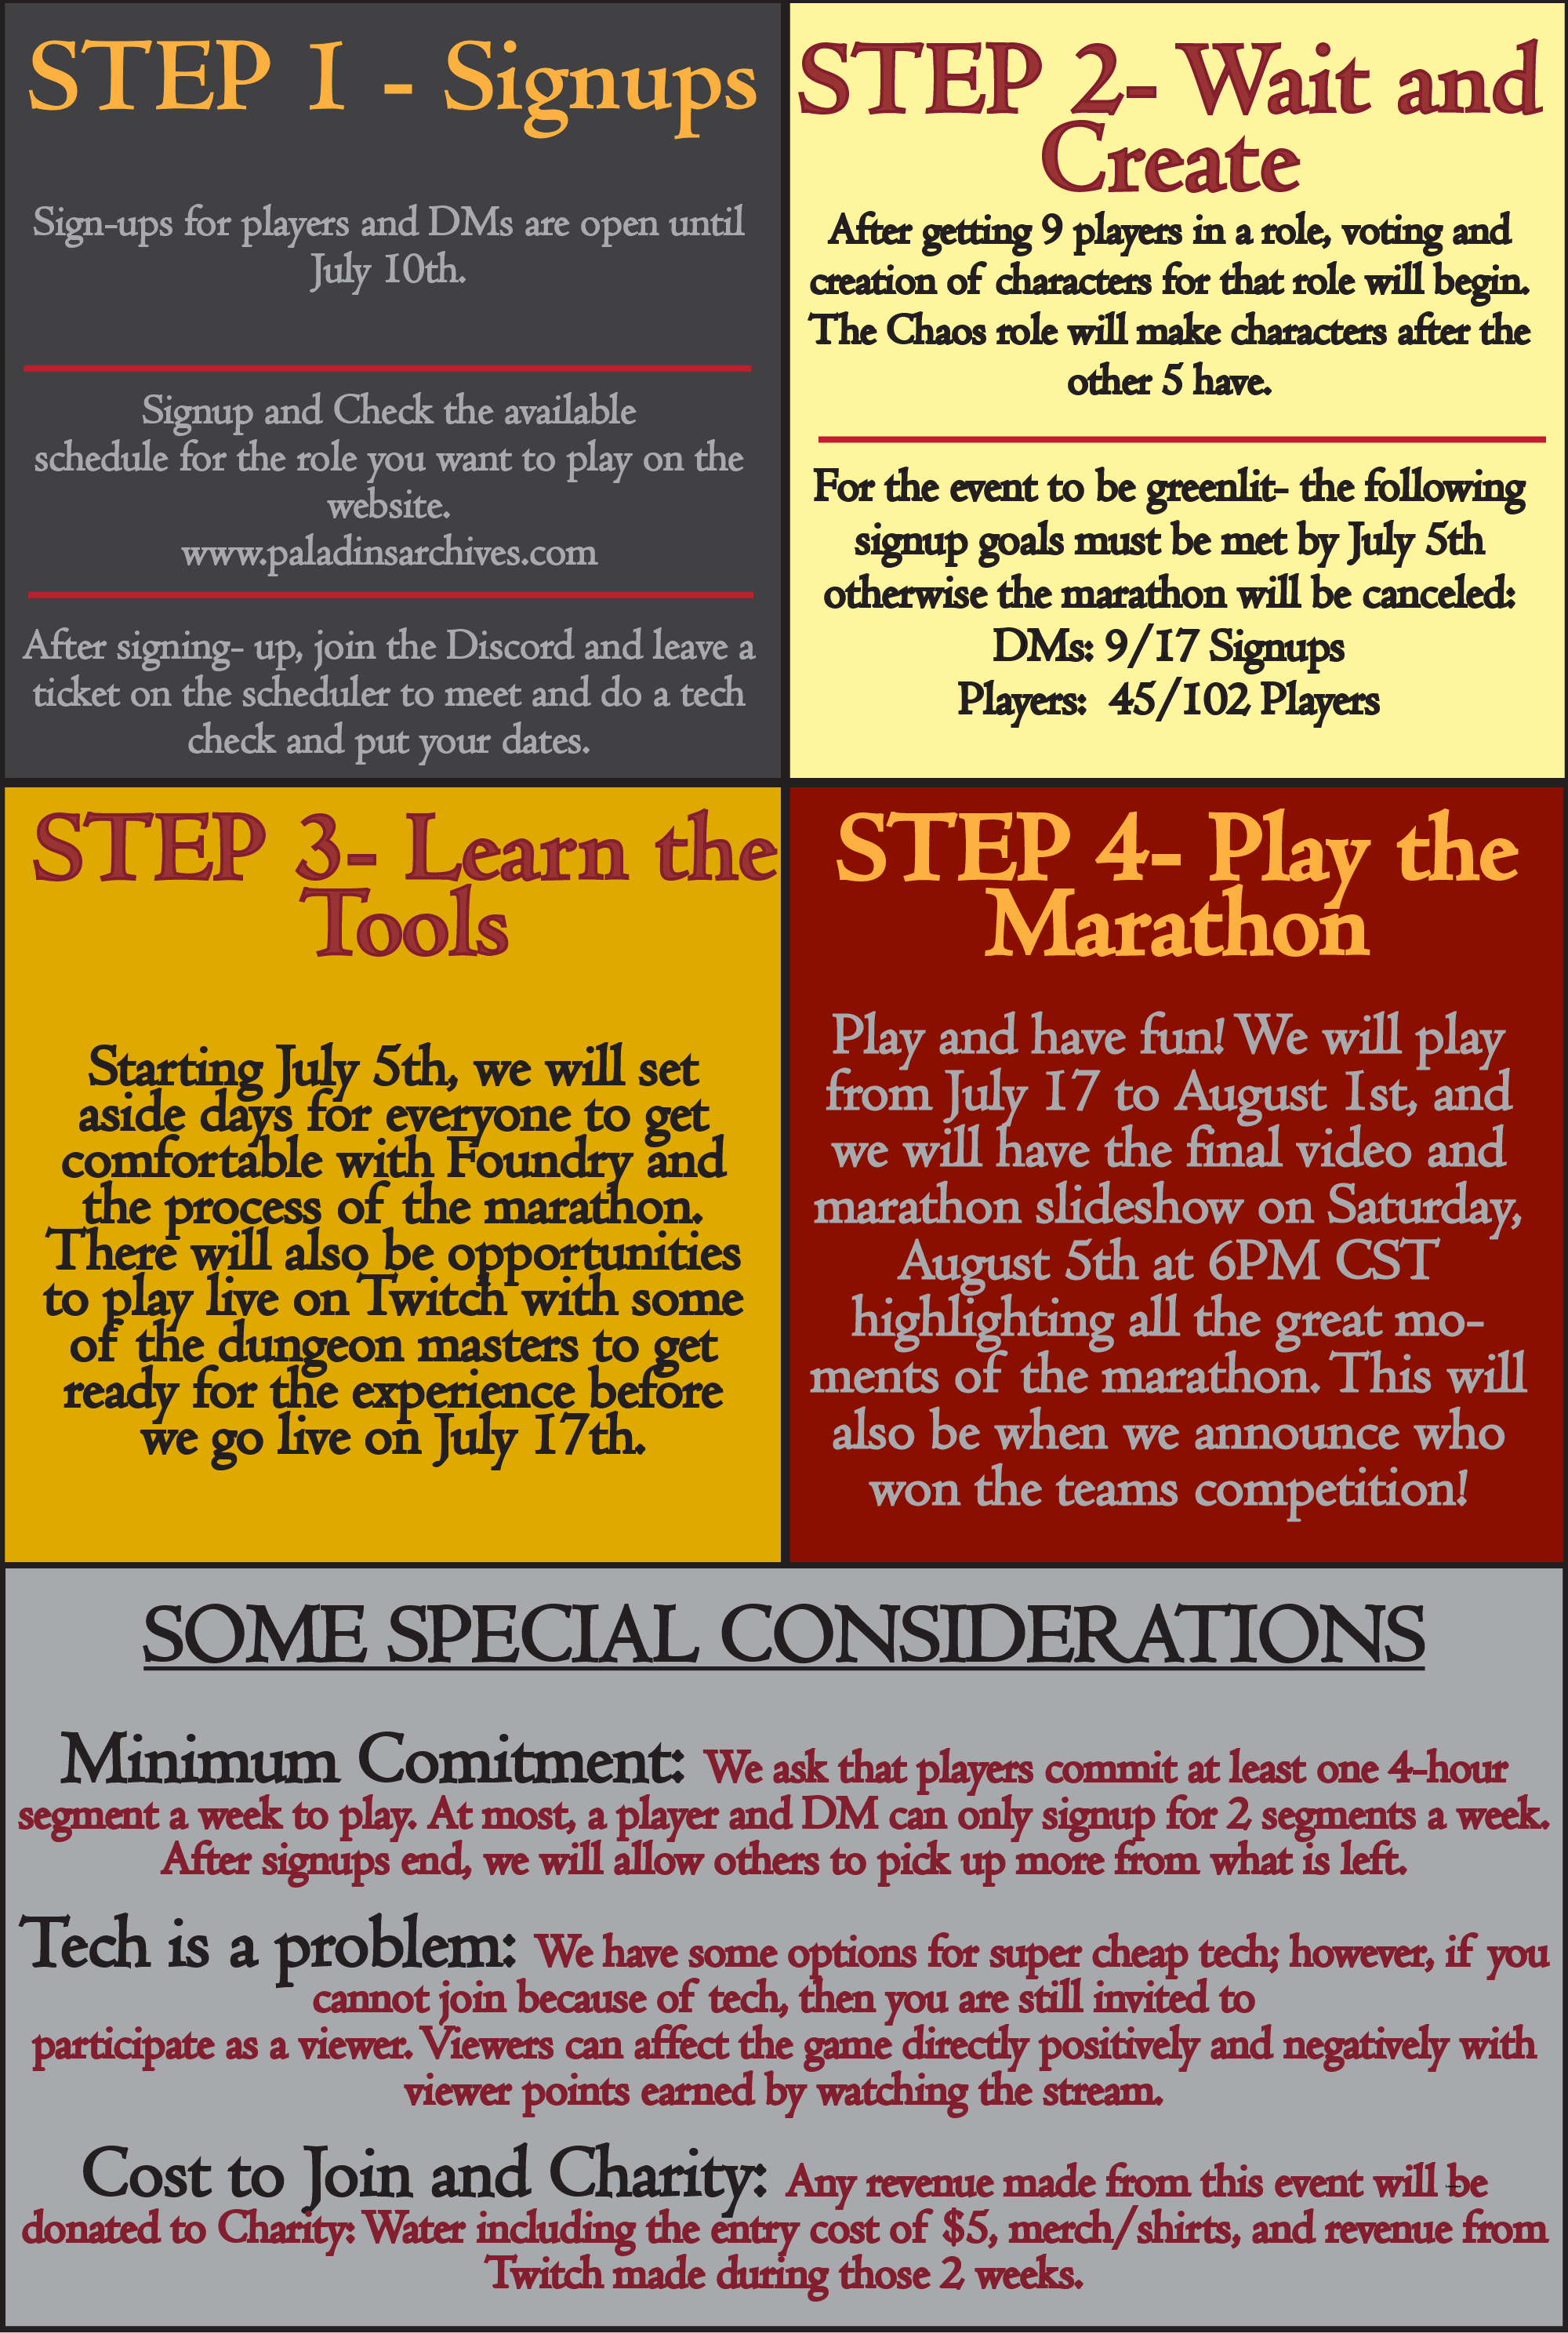 STEP 1 - Signups
Sign-ups for players and DMs are open until
July 10th.
Signup and Check the available
schedule for the role you want to play on the
website.
www.paladinsarchives.com
After signing- up, join the Discord and leave a
ticket on the scheduler to meet and do a tech
check and put your dates.
STEP 2- Wait and
Create
After getting 9 players in a role, voting and
creation of characters for that role will begin.
The Chaos role will make characters after the
other 5 have.
For the event to be greenlit- the following
signup goals must be met by July 5th
otherwise the marathon will be canceled:
DMs: 9/17 Signups
Players: 45/102 Players
STEP 3- Learn the
Tools
Starting July 5th, we will set
aside days for everyone to get
comfortable with Foundry and
the process of the marathon.
There will also be opportunities
to play live on Twitch with some
of the dungeon masters to get
ready for the experience before
we go live on July 17th.
STEP 4- Play the
Marathon
Play and have fun! We will play
from July 17 to August 1st, and
we will have the final video and
marathon slideshow on Saturday,
August 5th at 6PM CST
highlighting all the great mo-
ments of the marathon. This will
also be when we announce who
won the teams competition!
SOME SPECIAL CONSIDERATIONS
Minimum Comitment: We ask that players commit at least one 4-hour
segment a week to play. At most, a player and DM can only signup for 2 segments a week.
After signups end, we will allow others to pick up more from what is left.
Tech is a problem: We have some options for super cheap tech; however, if you
cannot join because of tech, then you are still invited to
participate as a viewer. Viewers can affect the game directly positively and negatively with
viewer points earned by watching the stream.
Cost to Join and Charity: Any revenue made from this event will be
donated to Charity: Water including the entry cost of $5, merch/shirts, and revenue from
Twitch made during those 2 weeks.